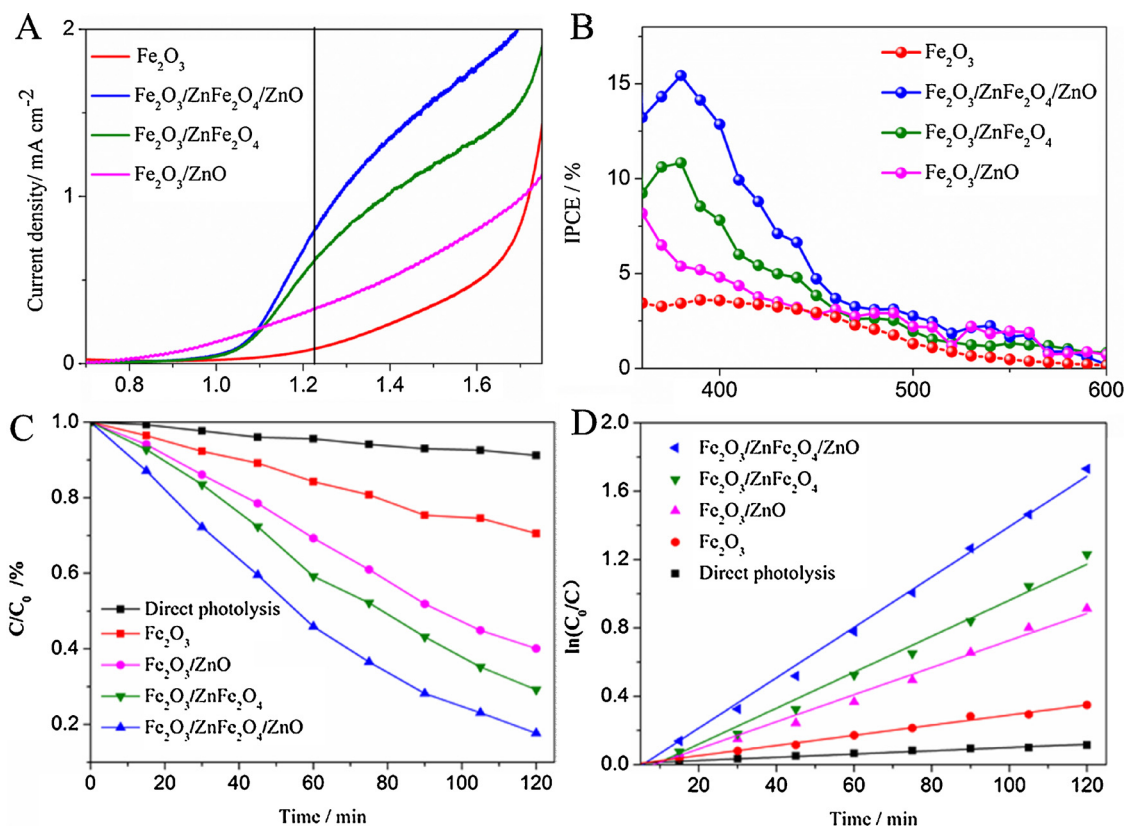 A
Fe₂O₃
Fe₂O₃/ZnFe₂O₄/ZnO
Fe₂O₃/ZnFe₂O₄
Fe₂O₃/ZnO
Current density/ mA cm⁻²
2
1
0
0.8 1.0 1.2 1.4 1.6
B
Fe₂O₃
Fe₂O₃/ZnFe₂O₄/ZnO
Fe₂O₃/ZnFe₂O₄
Fe₂O₃/ZnO
IPCE / %
15
10
5
0
400 500 600
C
C/C₀ /%
1.0
0.8
0.6
0.4
0.2
Direct photolysis
Fe₂O₃
Fe₂O₃/ZnO
Fe₂O₃/ZnFe₂O₄
Fe₂O₃/ZnFe₂O₄/ZnO
0 20 40 60 80 100 120
Time / min
D
ln(C₀/C)
2.0
1.6
1.2
0.8
0.4
0.0
Fe₂O₃/ZnFe₂O₄/ZnO
Fe₂O₃/ZnFe₂O₄
Fe₂O₃/ZnO
Fe₂O₃
Direct photolysis
20 40 60 80 100 120
Time / min